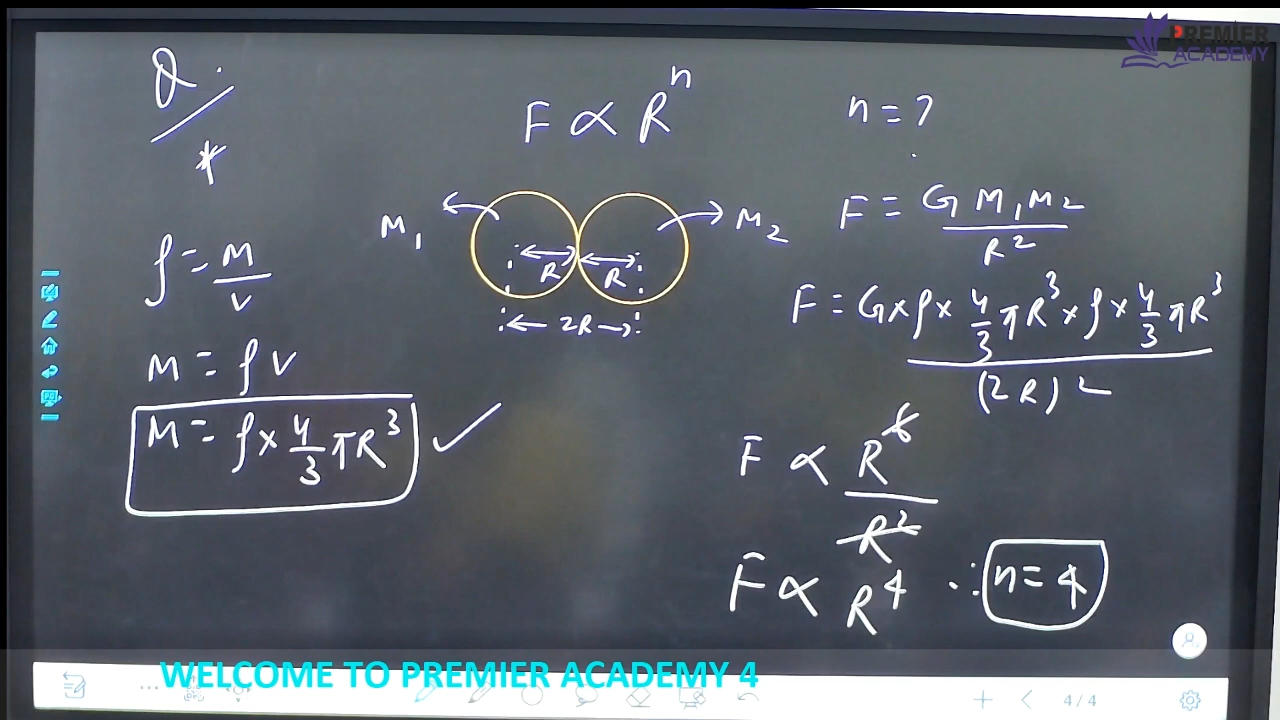 PREMIER
ACADEMY
Q.
*
F ∝ R^n
n = ?
M₁
M₂
R
R
2R
ρ = M/V
M = ρV
M = ρ × 4/3 πR³
F = G M₁M₂ / R²
F = G×ρ× 4/3 πR³ × ρ × 4/3 πR³ / (2R)²
F ∝ R⁶ / R²
F ∝ R⁴ ∴ n = 4
WELCOME TO PREMIER ACADEMY 4
4/4